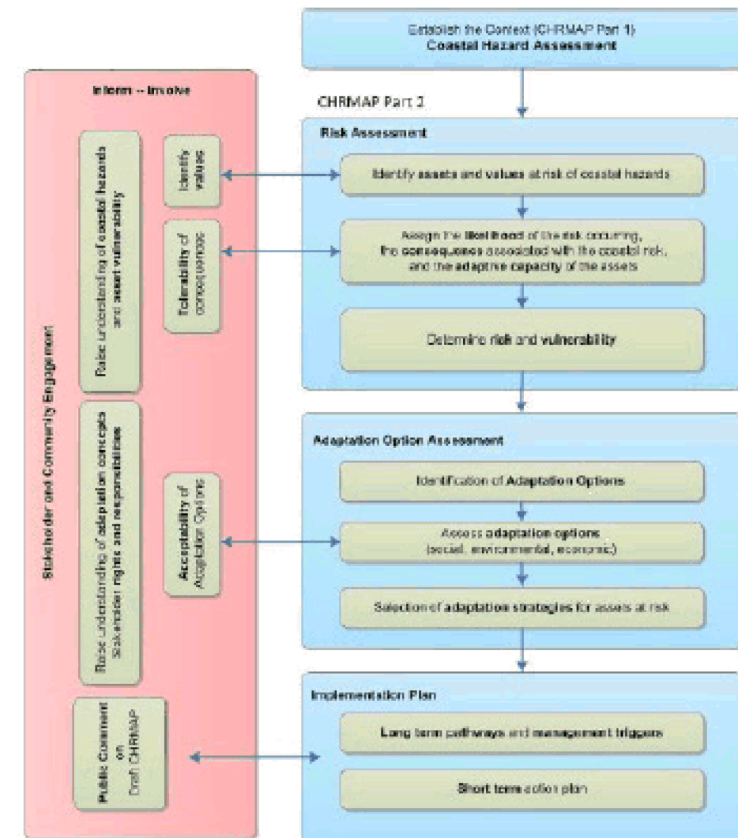 Establish the Context (CHRMAP Part 1)
Coastal Hazard Assessment
Inform – Involve
Stakeholder and Community Engagement
Raise understanding of coastal hazards
and asset vulnerability
Identify
values
Tolerability of
consequences
Raise understanding of adaptation concepts
Stakeholder rights and responsibilities
Acceptability of
Adaptation Options
Public Comment
on
Draft CHRMAP
CHRMAP Part 2
Risk Assessment
Identify assets and values at risk of coastal hazards
Assign the likelihood of the risk occurring,
the consequence associated with the coastal risk,
and the adaptive capacity of the assets
Determine risk and vulnerability
Adaptation Option Assessment
Identification of Adaptation Options
Assess adaptation options
(social, environmental, economic)
Selection of adaptation strategies for assets at risk
Implementation Plan
Long term pathways and management triggers
Short term action plan